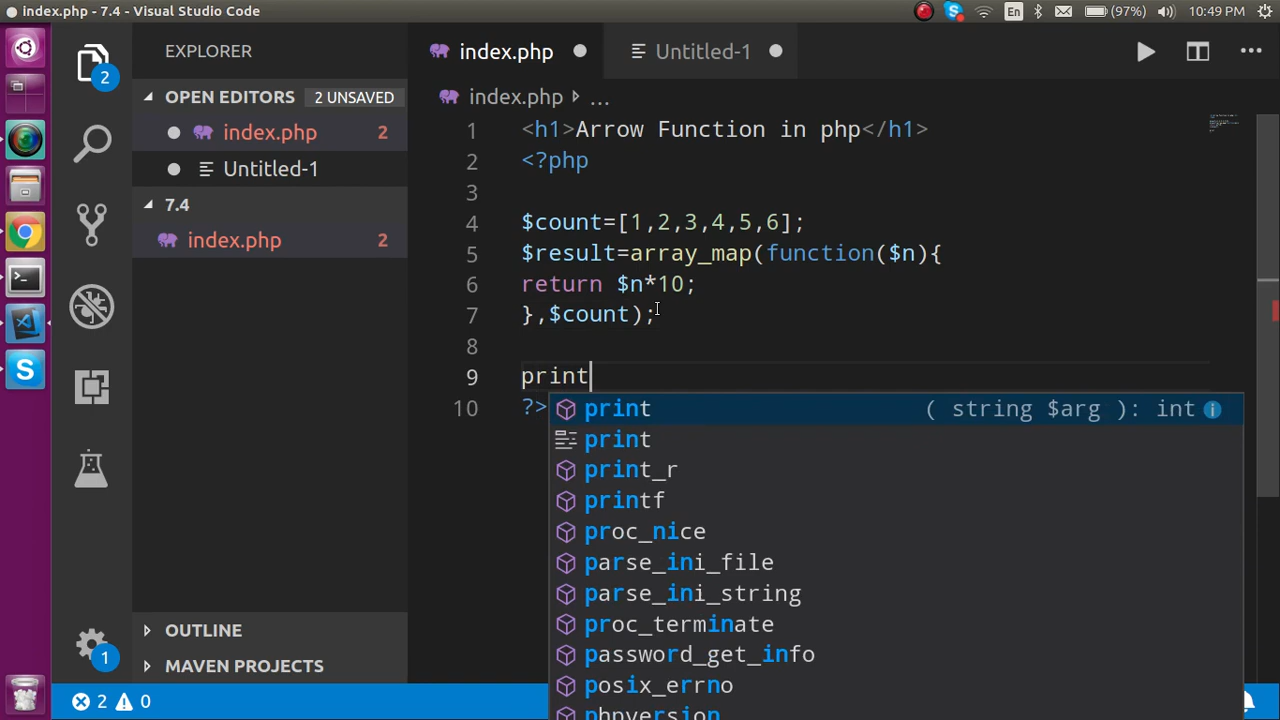 index.php - 7.4 - Visual Studio Code
En
(97%)
10:49 PM
2
EXPLORER
OPEN EDITORS
2 UNSAVED
index.php 2
Untitled-1
7.4
index.php 2
OUTLINE
MAVEN PROJECTS
1
index.php
Untitled-1
index.php ...
1 <h1>Arrow Function in php</h1>
2 <?php
3
4 $count=[1,2,3,4,5,6];
5 $result=array_map(function($n){
6 return $n*10;
7 },$count);
8
9 print
10 ?>
print ( string $arg ): int
print
print_r
printf
proc_nice
parse_ini_file
parse_ini_string
proc_terminate
password_get_info
posix_errno
phpversion
2 0